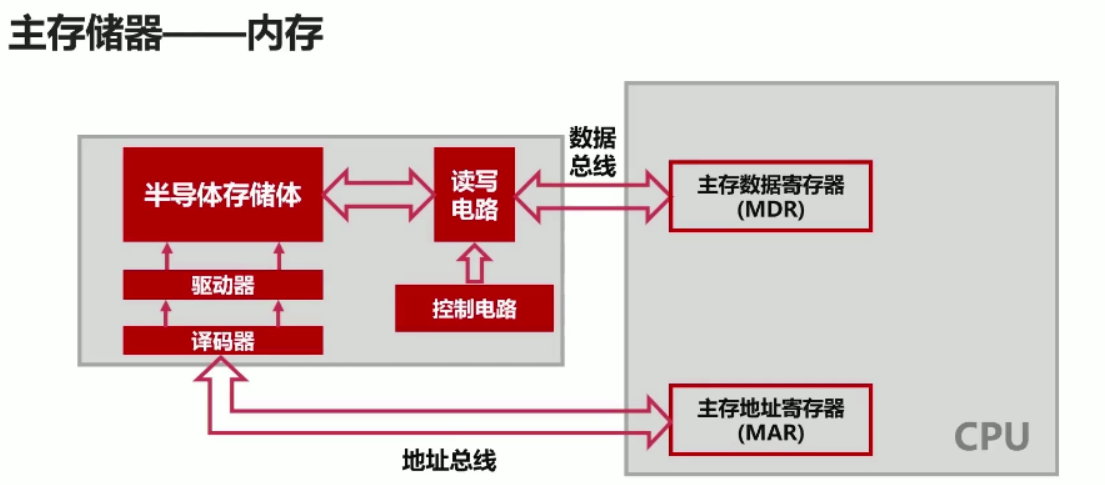 主存储器——内存
数据
总线
半导体存储体
读写
电路
主存数据寄存器
(MDR)
驱动器
控制电路
译码器
主存地址寄存器
(MAR)
CPU
地址总线